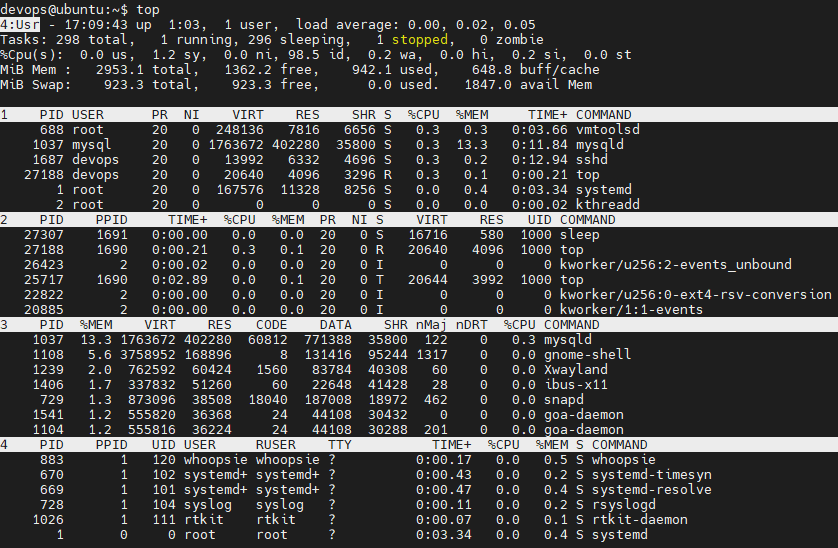 devops@ubuntu:~$ top
4:Usr - 17:09:43 up  1:03,  1 user,  load average: 0.00, 0.02, 0.05
Tasks: 298 total,   1 running, 296 sleeping,   1 stopped,   0 zombie
%Cpu(s):  0.0 us,  1.2 sy,  0.0 ni, 98.5 id,  0.2 wa,  0.0 hi,  0.2 si,  0.0 st
MiB Mem :   2953.1 total,   1362.2 free,    942.1 used,    648.8 buff/cache
MiB Swap:    923.3 total,    923.3 free,      0.0 used.   1847.0 avail Mem
1    PID USER      PR  NI    VIRT    RES    SHR S  %CPU  %MEM     TIME+ COMMAND
688 root      20   0  248136   7816   6656 S   0.3   0.3   0:03.66 vmtoolsd
1037 mysql     20   0 1763672 402280  35800 S   0.3  13.3   0:11.84 mysqld
1687 devops    20   0   13992   6332   4696 S   0.3   0.2   0:12.94 sshd
27188 devops    20   0   20640   4096   3296 R   0.3   0.1   0:00.21 top
1 root      20   0  167576  11328   8256 S   0.0   0.4   0:03.34 systemd
2 root      20   0       0      0      0 S   0.0   0.0   0:00.02 kthreadd
2    PID    PPID     TIME+  %CPU  %MEM  PR  NI S    VIRT    RES   UID COMMAND
27307    1691   0:00.00   0.0   0.0  20   0 S   16716    580  1000 sleep
27188    1690   0:00.21   0.3   0.1  20   0 R   20640   4096  1000 top
26423       2   0:00.02   0.0   0.0  20   0 I       0      0     0 kworker/u256:2-events_unbound
25717    1690   0:02.89   0.0   0.1  20   0 T   20644   3992  1000 top
22822       2   0:00.00   0.0   0.0  20   0 I       0      0     0 kworker/u256:0-ext4-rsv-conversion
20885       2   0:00.00   0.0   0.0  20   0 I       0      0     0 kworker/1:1-events
3    PID  %MEM    VIRT    RES   CODE    DATA    SHR nMaj nDRT  %CPU COMMAND
1037  13.3 1763672 402280  60812  771388  35800  122    0   0.3 mysqld
1108   5.6 3758952 168896      8  131416  95244 1317    0   0.0 gnome-shell
1239   2.0  762592  60424   1560   83784  40308   60    0   0.0 Xwayland
1406   1.7  337832  51260     60   22648  41428   28    0   0.0 ibus-x11
729   1.3  873096  38508  18040  187008  18972  462    0   0.0 snapd
1541   1.2  555820  36368     24   44108  30432    0    0   0.0 goa-daemon
1104   1.2  555816  36224     24   44108  30288  201    0   0.0 goa-daemon
4    PID    PPID   UID USER     RUSER    TTY          TIME+  %CPU  %MEM S COMMAND
883       1   120 whoopsie whoopsie ?          0:00.17   0.0   0.5 S whoopsie
670       1   102 systemd+ systemd+ ?          0:00.43   0.0   0.2 S systemd-timesyn
669       1   101 systemd+ systemd+ ?          0:00.47   0.0   0.4 S systemd-resolve
728       1   104 syslog   syslog   ?          0:00.11   0.0   0.2 S rsyslogd
1026       1   111 rtkit    rtkit    ?          0:00.07   0.0   0.1 S rtkit-daemon
1       0     0 root     root     ?          0:03.34   0.0   0.4 S systemd